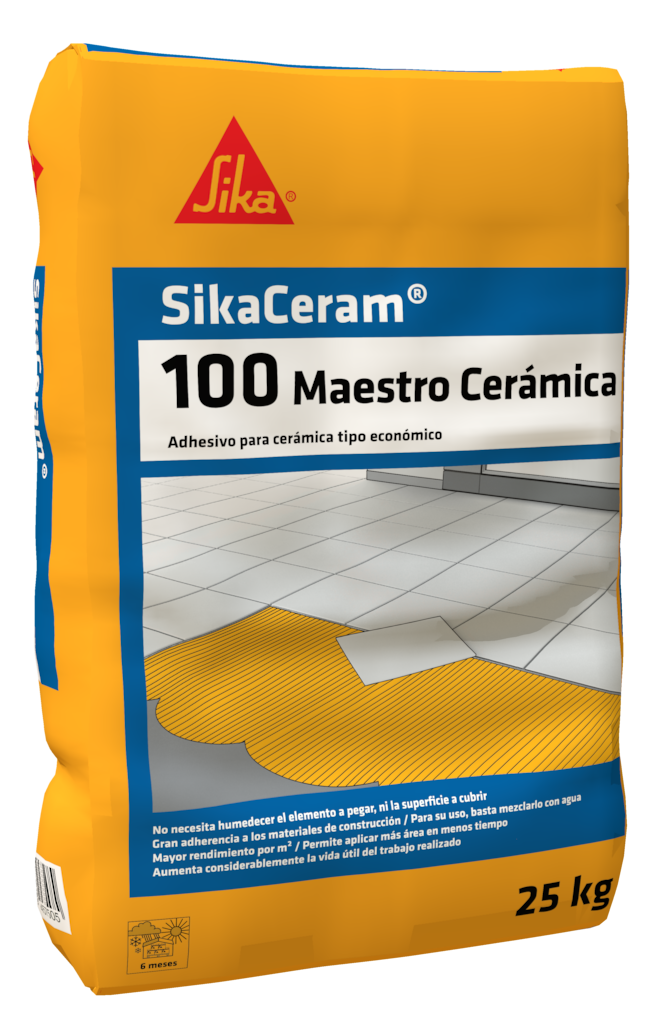 Sika®
SikaCeram®
100 Maestro Cerámica
Adhesivo para cerámica tipo económico
SikaCeram®
No necesita humedecer el elemento a pegar, ni la superficie a cubrir
Gran adherencia a los materiales de construcción / Para su uso, basta mezclarlo con agua
Mayor rendimiento por m² / Permite aplicar más área en menos tiempo
Aumenta considerablemente la vida útil del trabajo realizado
25 kg
6 meses